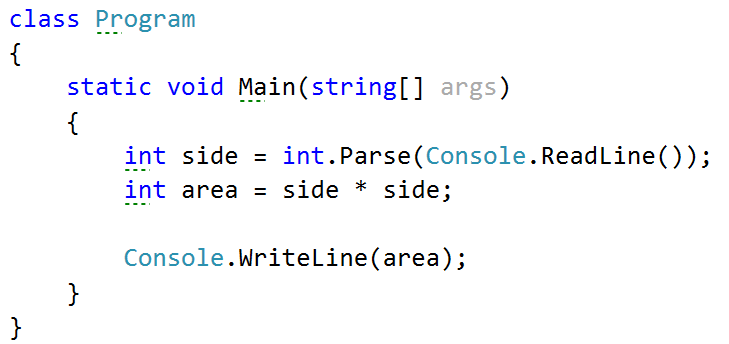 class Program
{
    static void Main(string[] args)
    {
        int side = int.Parse(Console.ReadLine());
        int area = side * side;

        Console.WriteLine(area);
    }
}